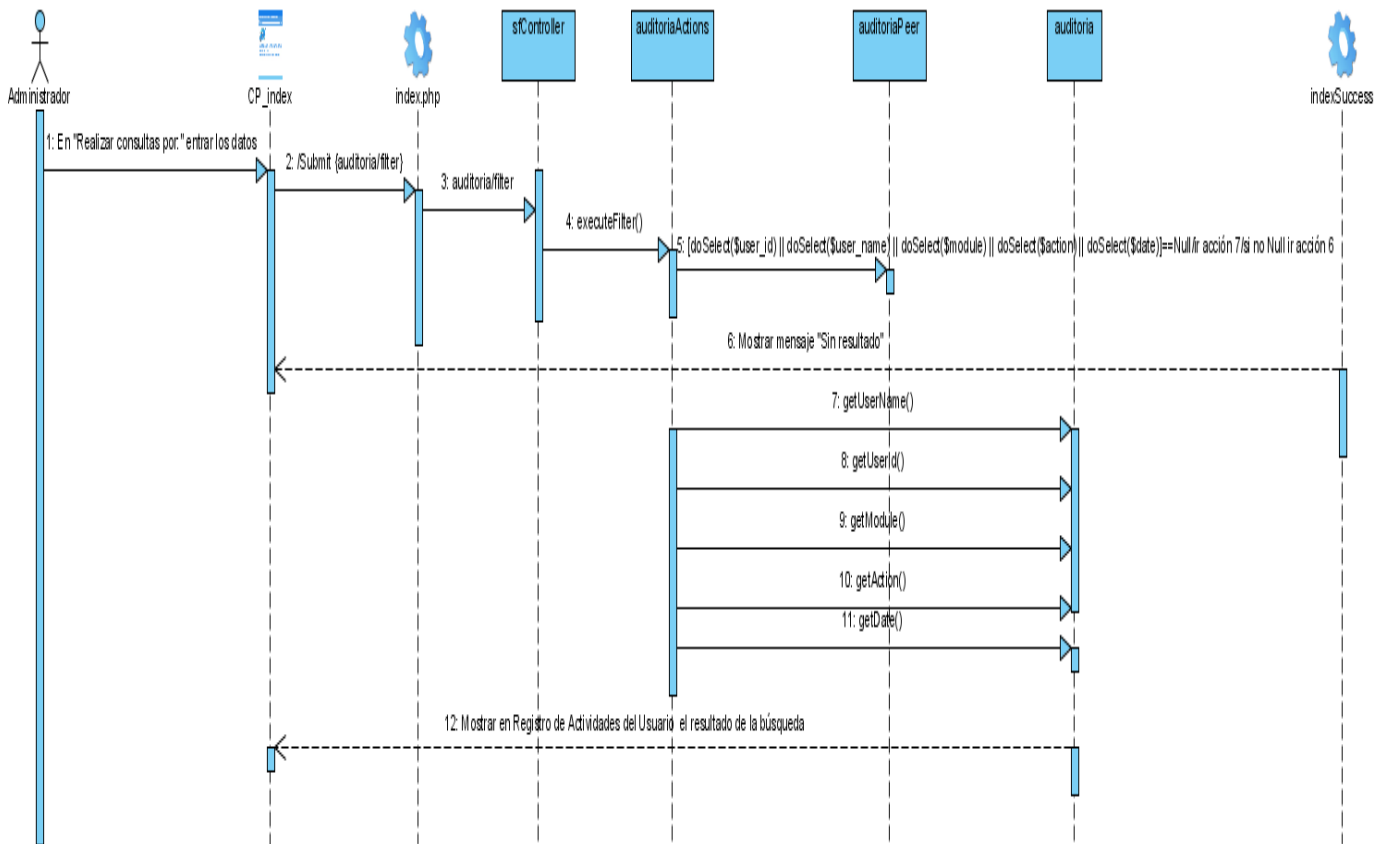 sfController
auditoriaActions
auditoriaPeer
auditoria
Administrador
CP_index
index.php
indexSuccess
1: En "Realizar consultas por:" entrar los datos
2: /Submit {auditoria/filter}
3: auditoria/filter
4: executeFilter()
5: [doSelect($user_id) || doSelect($user_name) || doSelect($module) || doSelect($action) || doSelect($date)]==Null/ir acción 7/si no Null ir acción 6
6: Mostrar mensaje "Sin resultado"
7: getUserName()
8: getUserId()
9: getModule()
10: getAction()
11: getDate()
12: Mostrar en Registro de Actividades del Usuario el resultado de la búsqueda